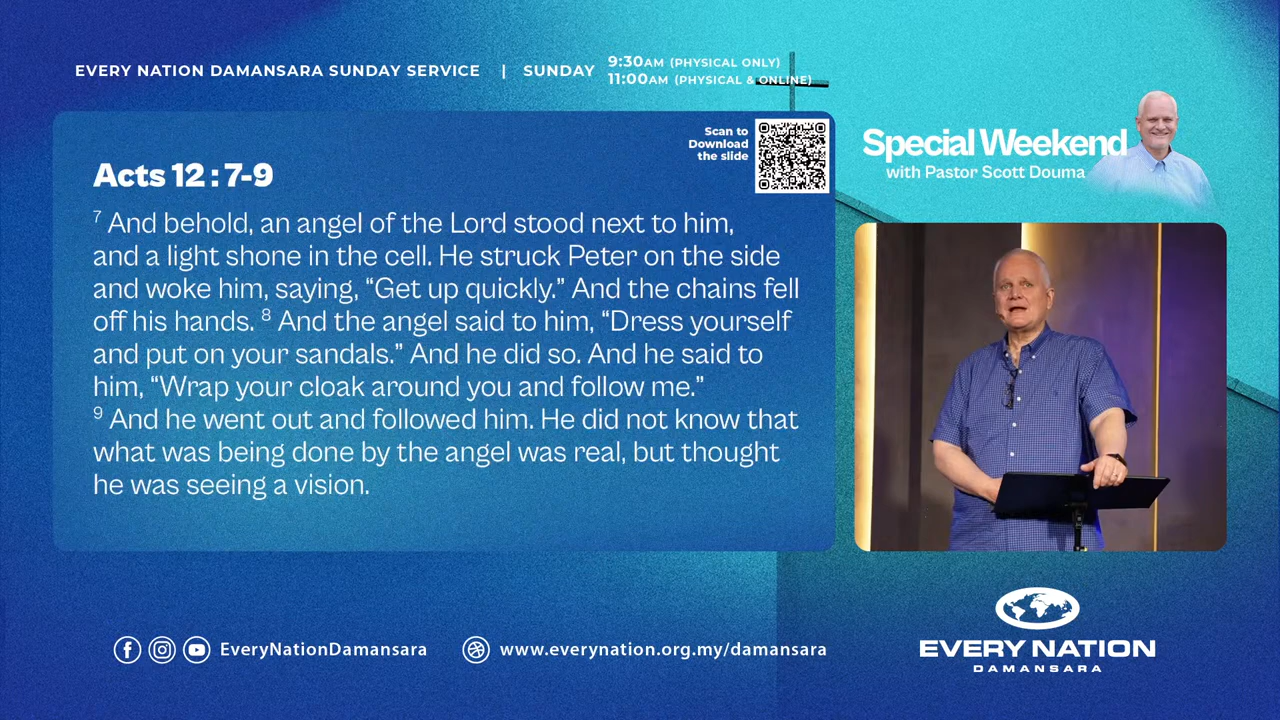 EVERY NATION DAMANSARA SUNDAY SERVICE | SUNDAY 9:30AM (PHYSICAL ONLY)
11:00AM (PHYSICAL & ONLINE)
Scan to
Download
the slide
Acts 12 : 7-9
7 And behold, an angel of the Lord stood next to him,
and a light shone in the cell. He struck Peter on the side
and woke him, saying, “Get up quickly.” And the chains fell
off his hands. 8 And the angel said to him, “Dress yourself
and put on your sandals.” And he did so. And he said to
him, “Wrap your cloak around you and follow me.”
9 And he went out and followed him. He did not know that
what was being done by the angel was real, but thought
he was seeing a vision.
Special Weekend
with Pastor Scott Douma
EveryNationDamansara
www.everynation.org.my/damansara
EVERY NATION
DAMANSARA